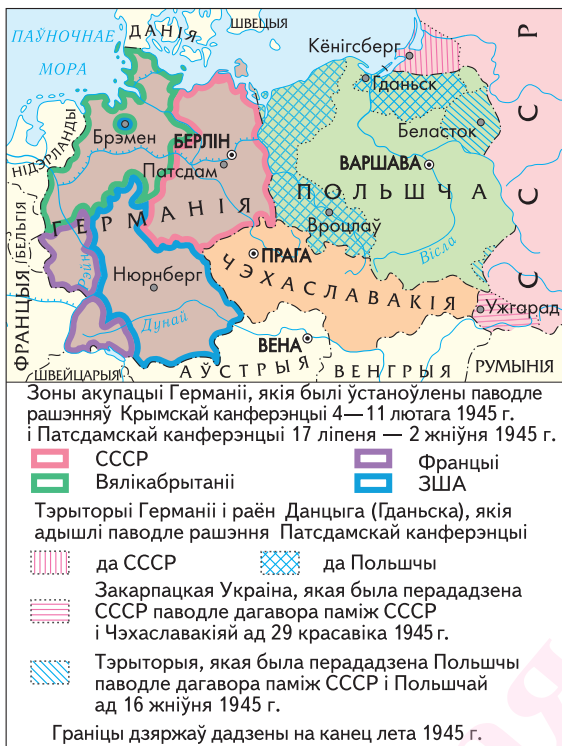 ПАЎНОЧНАЕ
МОРА
ДАНІЯ
ШВЕЦЫЯ
Кёнігсберг
Гданьск
СССР
Беласток
НІДЭРЛАНДЫ
Брэмен
БЕРЛІН
Патсдам
ВАРШАВА
ПОЛЬШЧА
ГЕРМАНІЯ
Вроцлаў
Вісла
БЕЛЬГІЯ
ФРАНЦЫЯ
Рэйн
ПРАГА
Нюрнберг
ЧЭХАСЛАВАКІЯ
Ужгарад
Дунай
ВЕНА
ШВЕЙЦАРЫЯ
АЎСТРЫЯ
ВЕНГРЫЯ
РУМЫНІЯ
Зоны акупацыі Германіі, якія былі ўстаноўлены паводле
рашэнняў Крымскай канферэнцыі 4—11 лютага 1945 г.
і Патсдамскай канферэнцыі 17 ліпеня — 2 жніўня 1945 г.
СССР
Францыі
Вялікабрытаніі
ЗША
Тэрыторыі Германіі і раён Данцыга (Гданьска), якія
адышлі паводле рашэння Патсдамскай канферэнцыі
да СССР
да Польшчы
Закарпацкая Украіна, якая была перададзена
СССР паводле дагавора паміж СССР
і Чэхаславакіяй ад 29 красавіка 1945 г.
Тэрыторыя, якая была перададзена Польшчы
паводле дагавора паміж СССР і Польшчай
ад 16 жніўня 1945 г.
Граніцы дзяржаў дадзены на канец лета 1945 г.